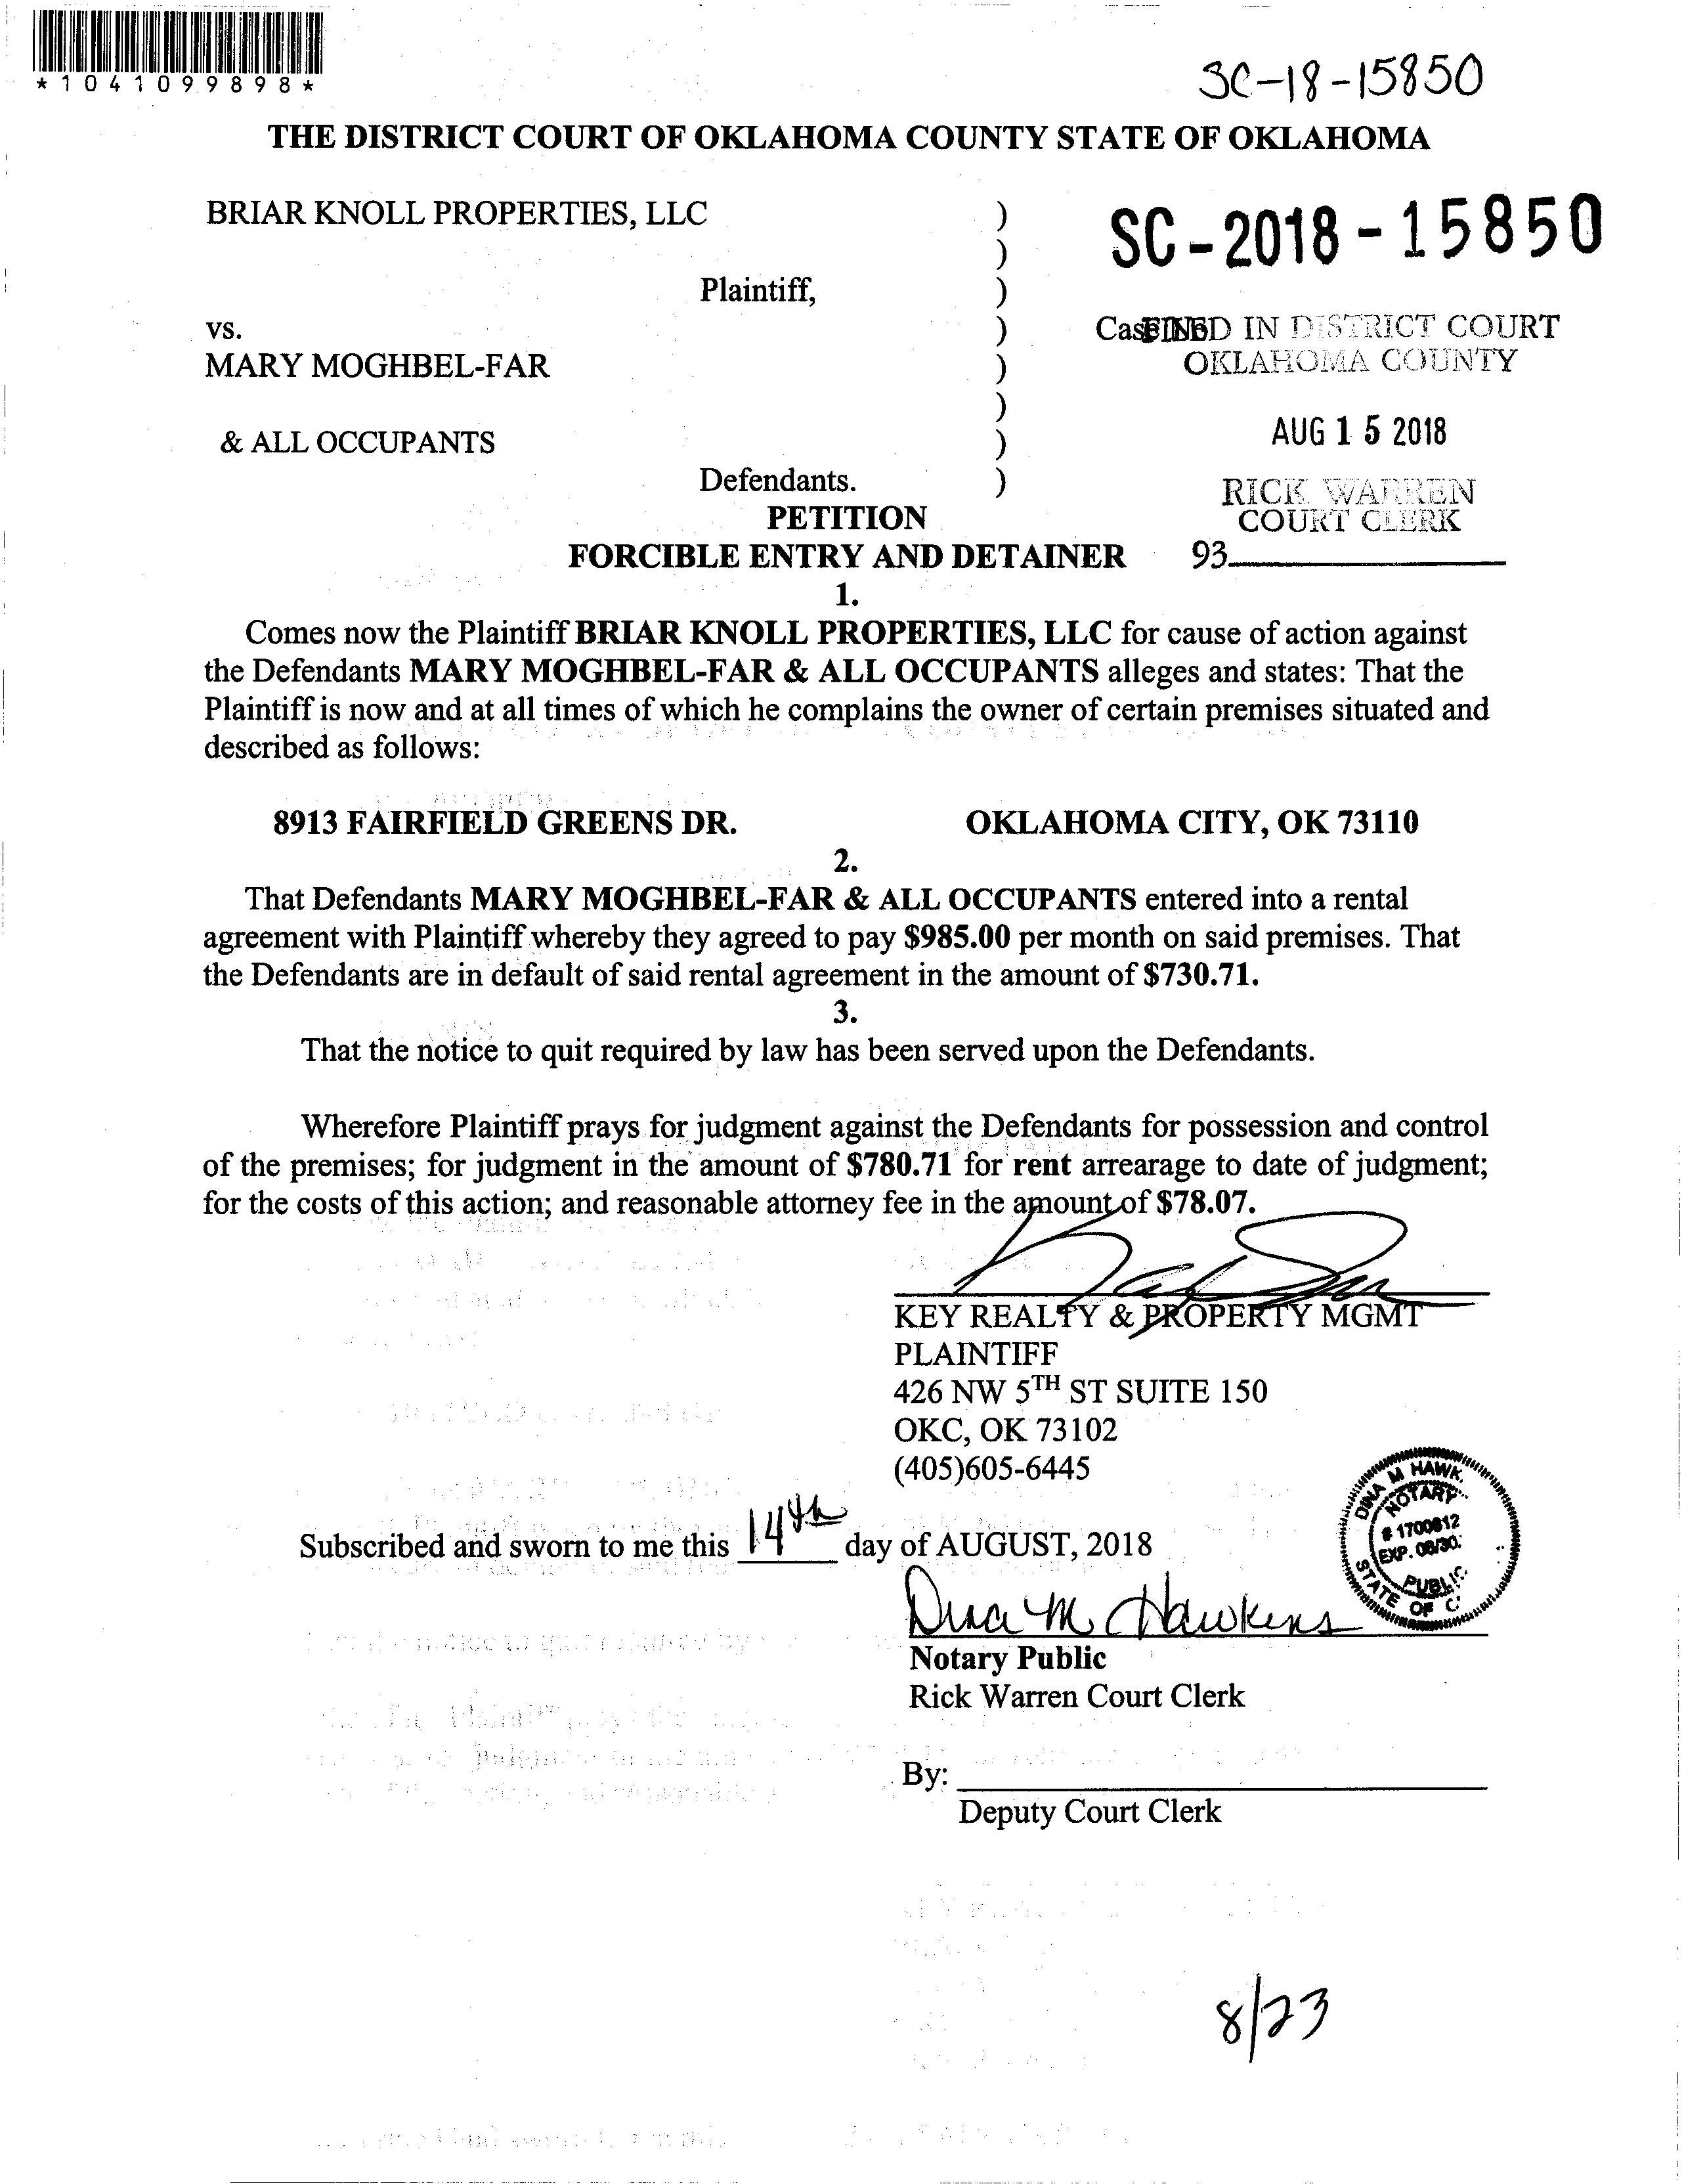 *1041099898*
SC-18-15850
THE DISTRICT COURT OF OKLAHOMA COUNTY STATE OF OKLAHOMA
BRIAR KNOLL PROPERTIES, LLC )
)
SC-2018-15850
Plaintiff, )
vs. )
MARY MOGHBEL-FAR )
FILED IN DISTRICT COURT
OKLAHOMA COUNTY
)
& ALL OCCUPANTS )
AUG 15 2018
Defendants. )
RICK WARREN
COURT CLERK
PETITION
FORCIBLE ENTRY AND DETAINER
93
1.
Comes now the Plaintiff BRIAR KNOLL PROPERTIES, LLC for cause of action against
the Defendants MARY MOGHBEL-FAR & ALL OCCUPANTS alleges and states: That the
Plaintiff is now and at all times of which he complains the owner of certain premises situated and
described as follows:
8913 FAIRFIELD GREENS DR. OKLAHOMA CITY, OK 73110
2.
That Defendants MARY MOGHBEL-FAR & ALL OCCUPANTS entered into a rental
agreement with Plaintiff whereby they agreed to pay $985.00 per month on said premises. That
the Defendants are in default of said rental agreement in the amount of $730.71.
3.
That the notice to quit required by law has been served upon the Defendants.
Wherefore Plaintiff prays for judgment against the Defendants for possession and control
of the premises; for judgment in the amount of $780.71 for rent arrearage to date of judgment;
for the costs of this action; and reasonable attorney fee in the amount of $78.07.
KEY REALTY & PROPERTY MGMT
PLAINTIFF
426 NW 5TH ST SUITE 150
OKC, OK 73102
(405)605-6445
DINA M HAWK
NOTARY
PUBLIC
STATE OF
Subscribed and sworn to me this 14th day of AUGUST, 2018
Dina M Hawkins
Notary Public
Rick Warren Court Clerk
By:
Deputy Court Clerk
8/23